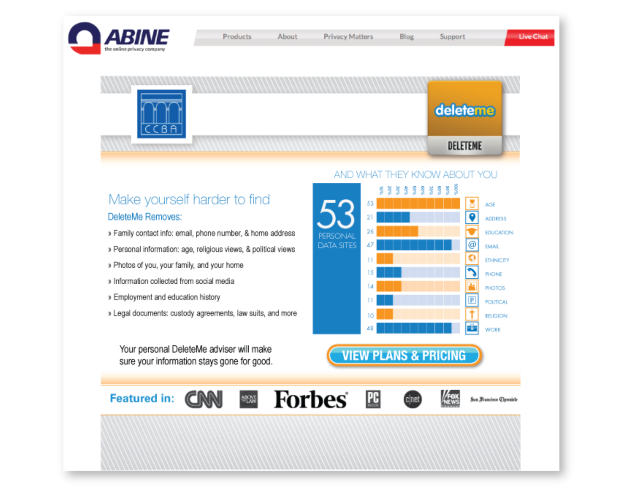 ABINE
the online privacy company
Products About Privacy Matters Blog Support Live Chat
CCBA
deleteme
DELETEME
AND WHAT THEY KNOW ABOUT YOU
Make yourself harder to find
DeleteMe Removes:
» Family contact info: email, phone number, & home address
» Personal information: age, religious views, & political views
» Photos of you, your family, and your home
» Information collected from social media
» Employment and education history
» Legal documents: custody agreements, law suits, and more
53
PERSONAL
DATA SITES
53 AGE
21 ADDRESS
26 EDUCATION
47 @ EMAIL
11 ETHNICITY
15 PHONE
14 PHOTOS
11 P POLITICAL
10 RELIGION
48 WORK
Your personal DeleteMe adviser will make
sure your information stays gone for good.
VIEW PLANS & PRICING
Featured in: CNN ABOVE THE LAW Forbes PC c|net FOX NEWS San Francisco Chronicle